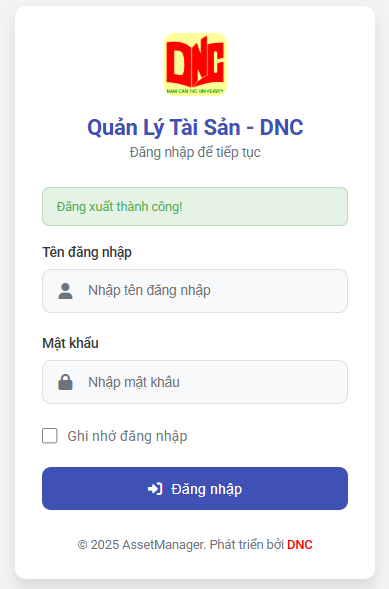 DNC
NAM CAN THO UNIVERSITY
Quản Lý Tài Sản - DNC
Đăng nhập để tiếp tục
Đăng xuất thành công!
Tên đăng nhập
Nhập tên đăng nhập
Mật khẩu
Nhập mật khẩu
Ghi nhớ đăng nhập
Đăng nhập
© 2025 AssetManager. Phát triển bởi DNC